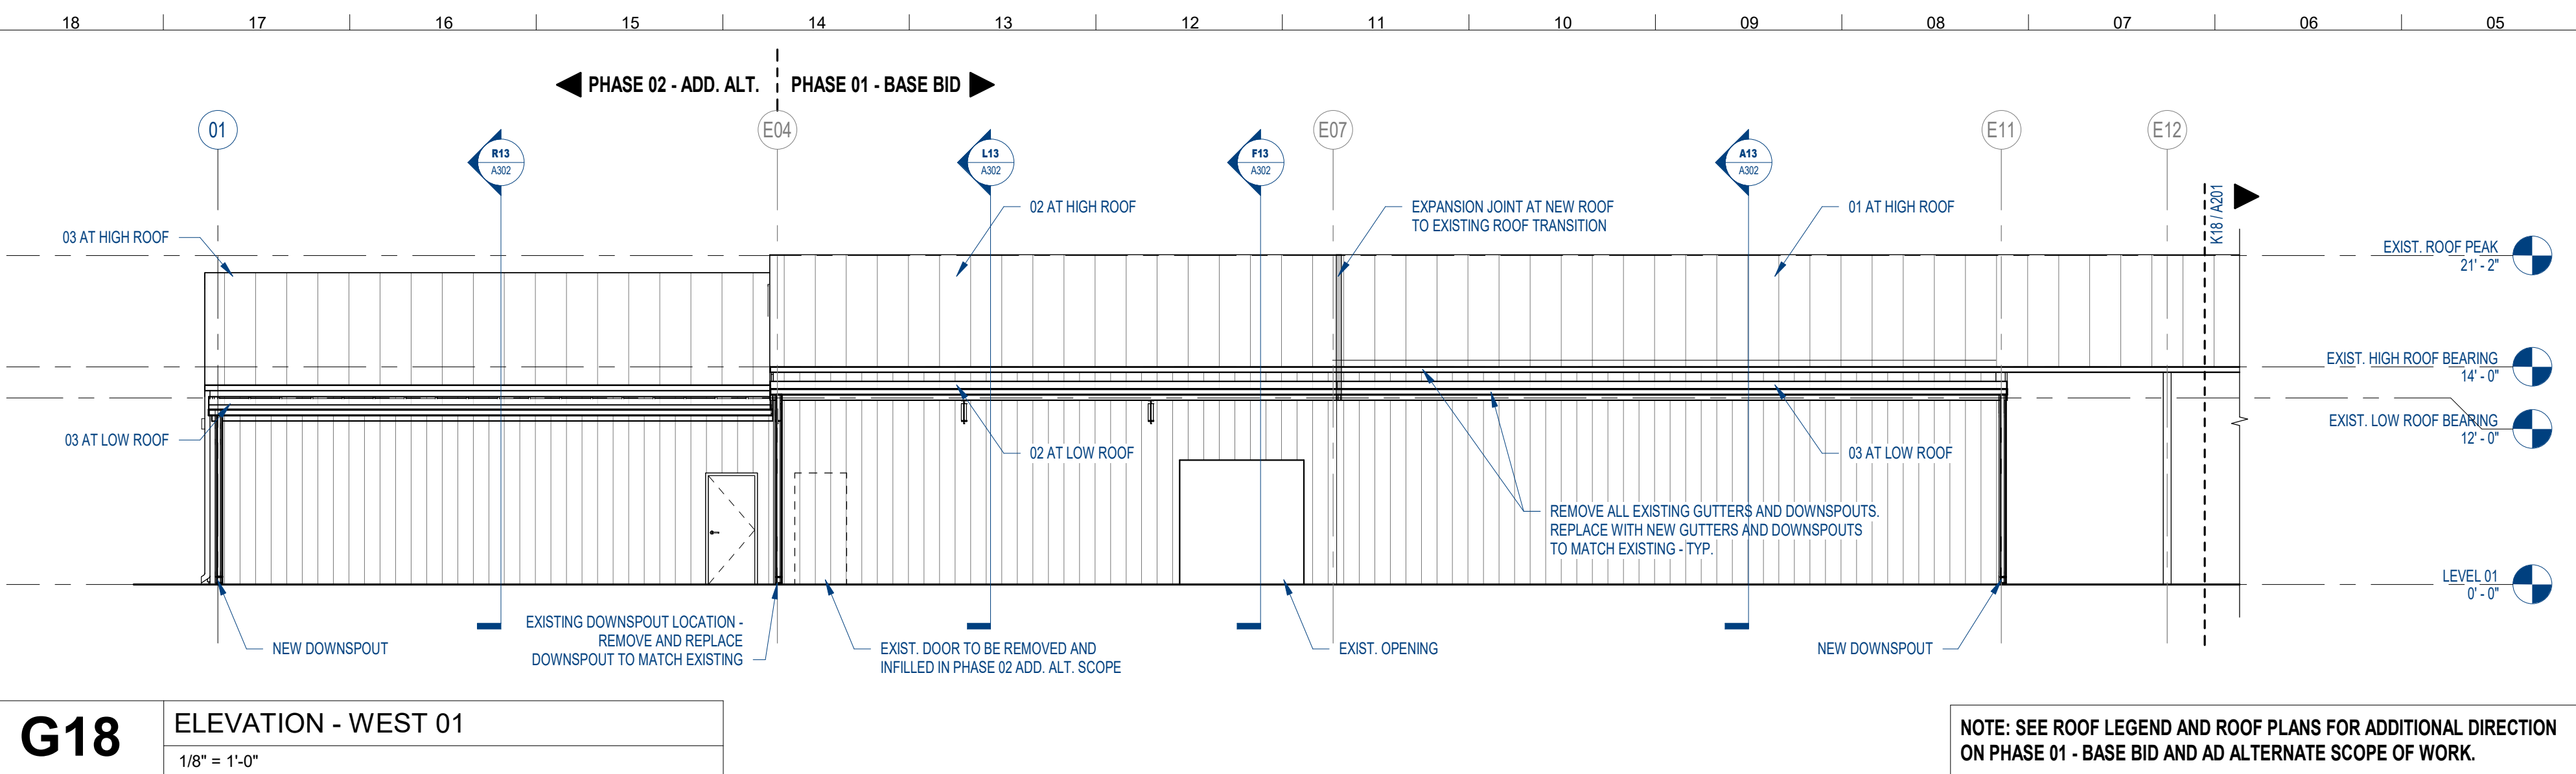 18 17 16 15 14 13 12 11 10 09 08 07 06 05
PHASE 02 - ADD. ALT. PHASE 01 - BASE BID
01 E04 E07 E11 E12
R13
A302
L13
A302
F13
A302
A13
A302
K18 / A201
03 AT HIGH ROOF
02 AT HIGH ROOF
EXPANSION JOINT AT NEW ROOF
TO EXISTING ROOF TRANSITION
01 AT HIGH ROOF
EXIST. ROOF PEAK
21' - 2"
EXIST. HIGH ROOF BEARING
14' - 0"
EXIST. LOW ROOF BEARING
12' - 0"
03 AT LOW ROOF
02 AT LOW ROOF
03 AT LOW ROOF
REMOVE ALL EXISTING GUTTERS AND DOWNSPOUTS.
REPLACE WITH NEW GUTTERS AND DOWNSPOUTS
TO MATCH EXISTING - TYP.
LEVEL 01
0' - 0"
NEW DOWNSPOUT
EXISTING DOWNSPOUT LOCATION -
REMOVE AND REPLACE
DOWNSPOUT TO MATCH EXISTING
EXIST. DOOR TO BE REMOVED AND
INFILLED IN PHASE 02 ADD. ALT. SCOPE
EXIST. OPENING
NEW DOWNSPOUT
G18
ELEVATION - WEST 01
1/8" = 1'-0"
NOTE: SEE ROOF LEGEND AND ROOF PLANS FOR ADDITIONAL DIRECTION
ON PHASE 01 - BASE BID AND AD ALTERNATE SCOPE OF WORK.